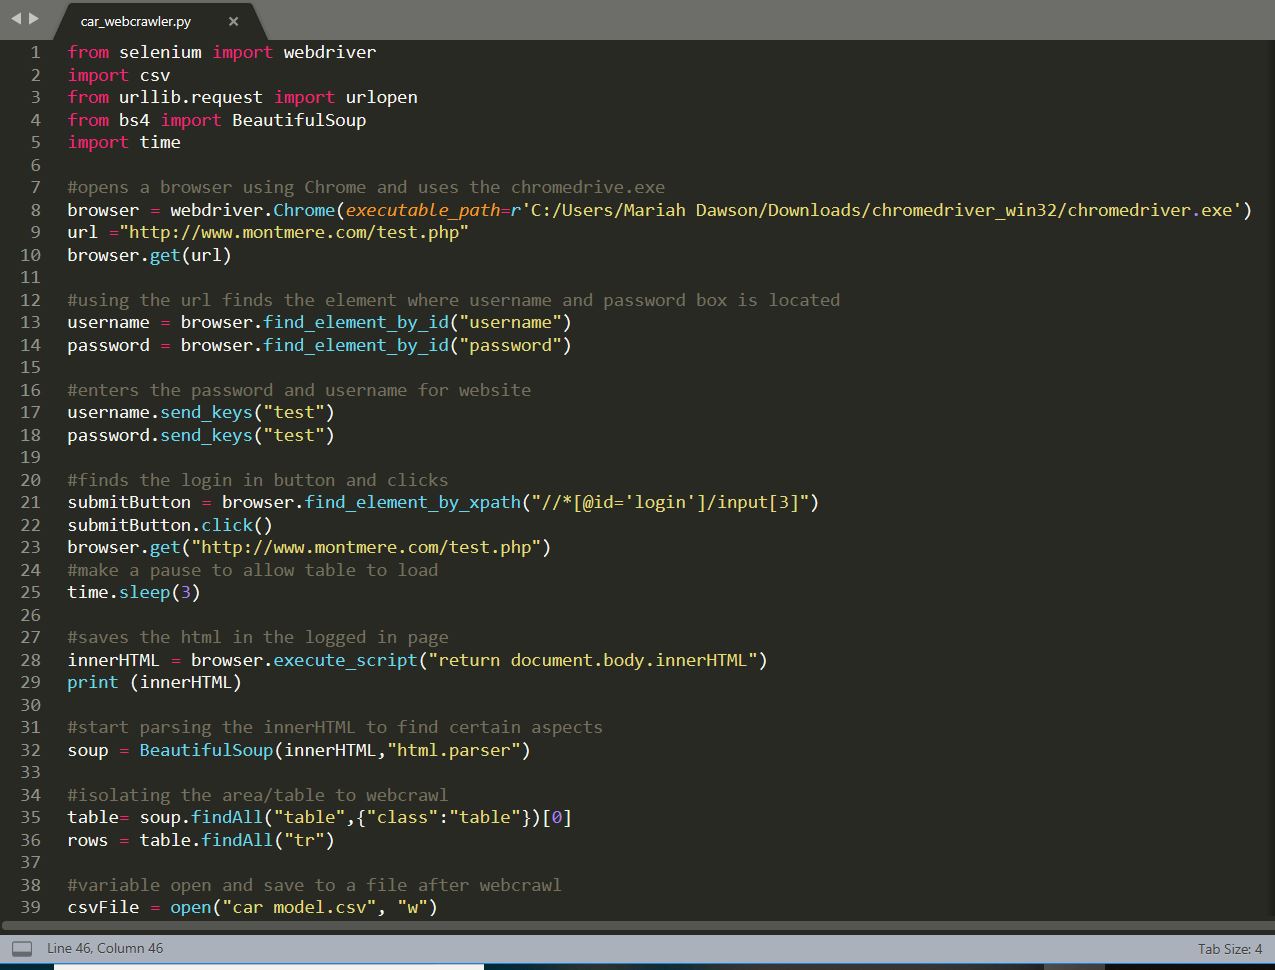 car_webcrawler.py ×
1 from selenium import webdriver
2 import csv
3 from urllib.request import urlopen
4 from bs4 import BeautifulSoup
5 import time
6
7 #opens a browser using Chrome and uses the chromedrive.exe
8 browser = webdriver.Chrome(executable_path=r'C:/Users/Mariah Dawson/Downloads/chromedriver_win32/chromedriver.exe')
9 url ="http://www.montmere.com/test.php"
10 browser.get(url)
11
12 #using the url finds the element where username and password box is located
13 username = browser.find_element_by_id("username")
14 password = browser.find_element_by_id("password")
15
16 #enters the password and username for website
17 username.send_keys("test")
18 password.send_keys("test")
19
20 #finds the login in button and clicks
21 submitButton = browser.find_element_by_xpath("//*[@id='login']/input[3]")
22 submitButton.click()
23 browser.get("http://www.montmere.com/test.php")
24 #make a pause to allow table to load
25 time.sleep(3)
26
27 #saves the html in the logged in page
28 innerHTML = browser.execute_script("return document.body.innerHTML")
29 print (innerHTML)
30
31 #start parsing the innerHTML to find certain aspects
32 soup = BeautifulSoup(innerHTML,"html.parser")
33
34 #isolating the area/table to webcrawl
35 table= soup.findAll("table",{"class":"table"})[0]
36 rows = table.findAll("tr")
37
38 #variable open and save to a file after webcrawl
39 csvFile = open("car model.csv", "w")
Line 46, Column 46 Tab Size: 4